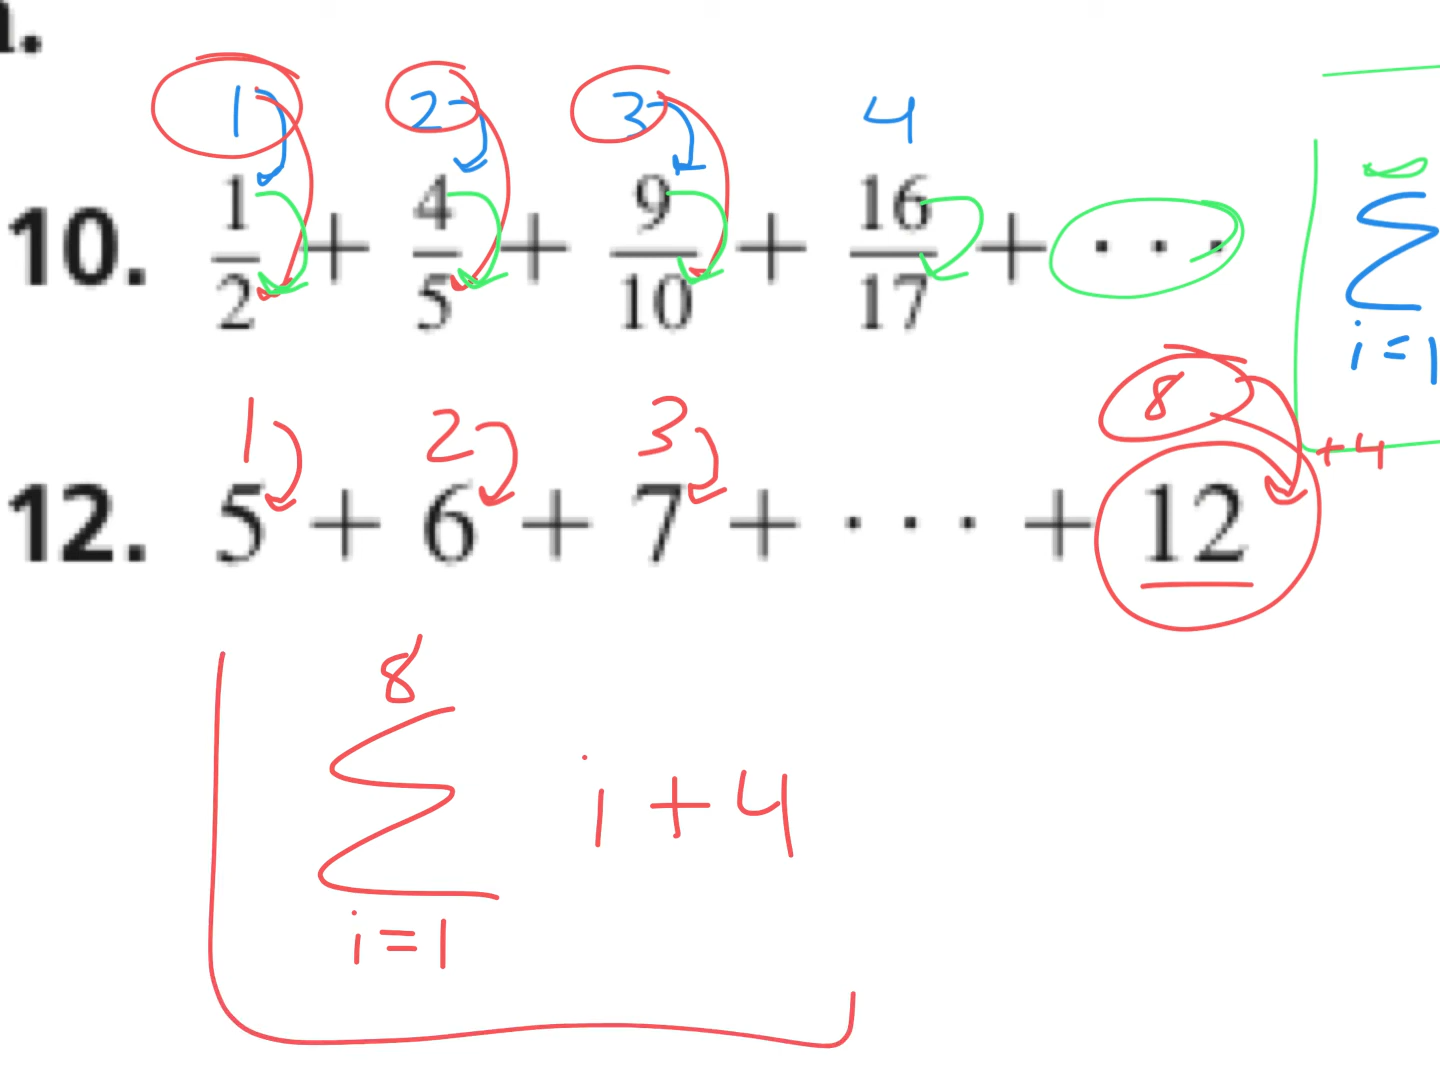 1 2 3 4
10. 1/2 + 4/5 + 9/10 + 16/17 + · · ·
∞
Σ
i = 1
8
+4
1 2 3
12. 5 + 6 + 7 + · · · + 12
8
Σ i + 4
i = 1